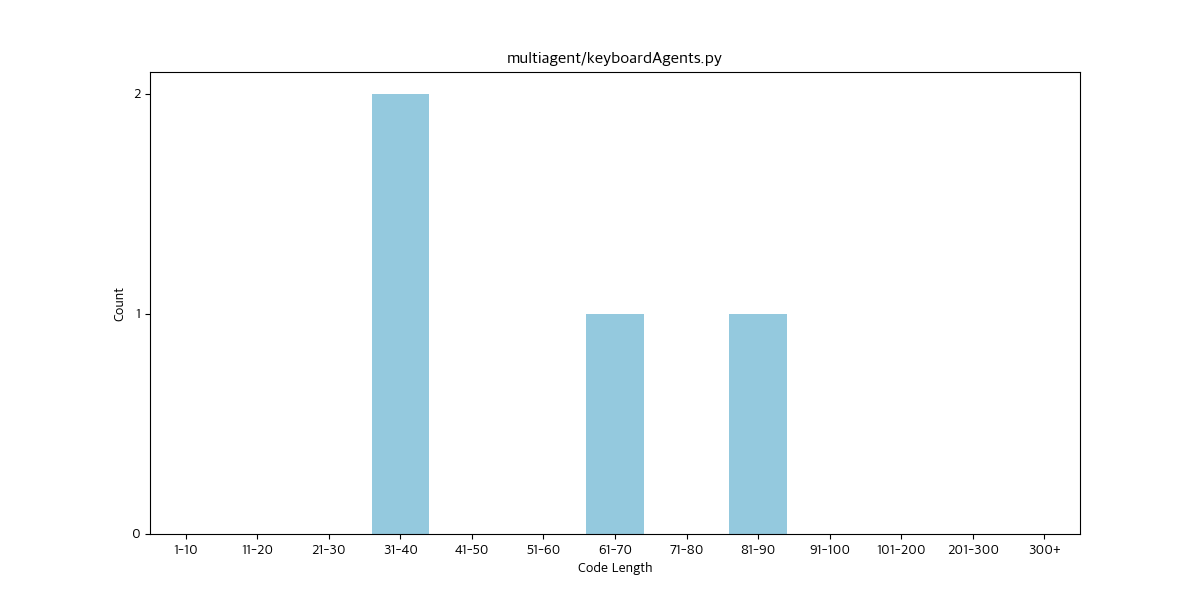 multiagent/keyboardAgents.py
Count
2
1
0
1-10 11-20 21-30 31-40 41-50 51-60 61-70 71-80 81-90 91-100 101-200 201-300 300+
Code Length